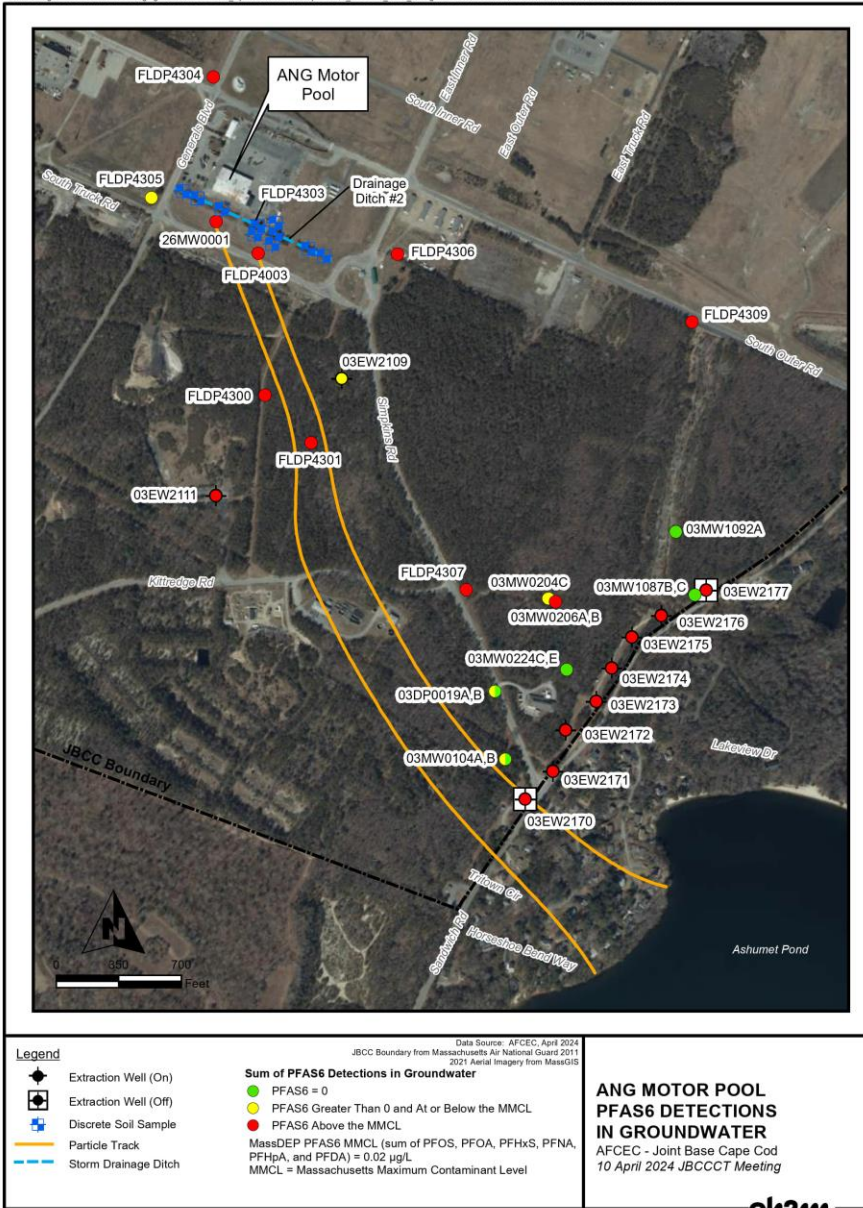 FLDP4304
ANG Motor
Pool
Generals Blvd
South Inner Rd
East Inner Rd
East Outer Rd
East Truck Rd
FLDP4305
South Truck Rd
FLDP4303
Drainage
Ditch #2
26MW0001
FLDP4003
FLDP4306
FLDP4309
South Outer Rd
03EW2109
FLDP4300
Simpkins Rd
FLDP4301
03EW2111
03MW1092A
Kittredge Rd
FLDP4307
03MW0204C
03MW1087B,C
03EW2177
03MW0206A,B
03EW2176
03EW2175
03MW0224C,E
03EW2174
03DP0019A,B
03EW2173
03EW2172
Lakeview Dr
JBCC Boundary
03MW0104A,B
03EW2171
03EW2170
Tritown Cir
Sandwich Rd
Horseshoe Bend Way
Ashumet Pond
N
0 350 700
Feet
Data Source: AFCEC, April 2024
JBCC Boundary from Massachusetts Air National Guard 2011
2021 Aerial Imagery from MassGIS
Legend
Extraction Well (On)
Extraction Well (Off)
Discrete Soil Sample
Particle Track
Storm Drainage Ditch
Sum of PFAS6 Detections in Groundwater
PFAS6 = 0
PFAS6 Greater Than 0 and At or Below the MMCL
PFAS6 Above the MMCL
MassDEP PFAS6 MMCL (sum of PFOS, PFOA, PFHxS, PFNA,
PFHpA, and PFDA) = 0.02 µg/L
MMCL = Massachusetts Maximum Contaminant Level
ANG MOTOR POOL
PFAS6 DETECTIONS
IN GROUNDWATER
AFCEC - Joint Base Cape Cod
10 April 2024 JBCCCT Meeting